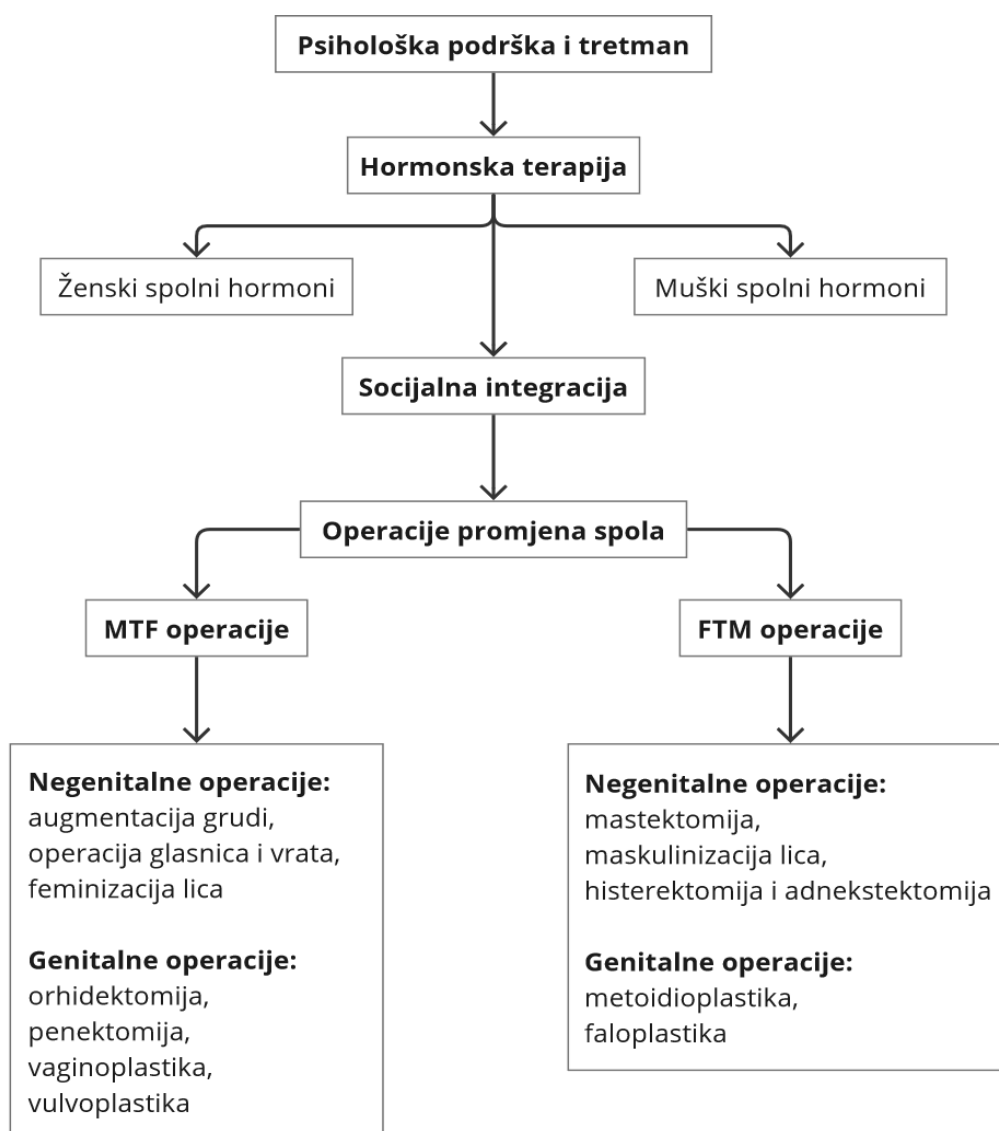 Psihološka podrška i tretman
Hormonska terapija
Ženski spolni hormoni
Muški spolni hormoni
Socijalna integracija
Operacije promjena spola
MTF operacije
FTM operacije
Negenitalne operacije:
augmentacija grudi,
operacija glasnica i vrata,
feminizacija lica
Genitalne operacije:
orhidektomija,
penektomija,
vaginoplastika,
vulvoplastika
Negenitalne operacije:
mastektomija,
maskulinizacija lica,
histerektomija i adnekstektomija
Genitalne operacije:
metoidioplastika,
faloplastika